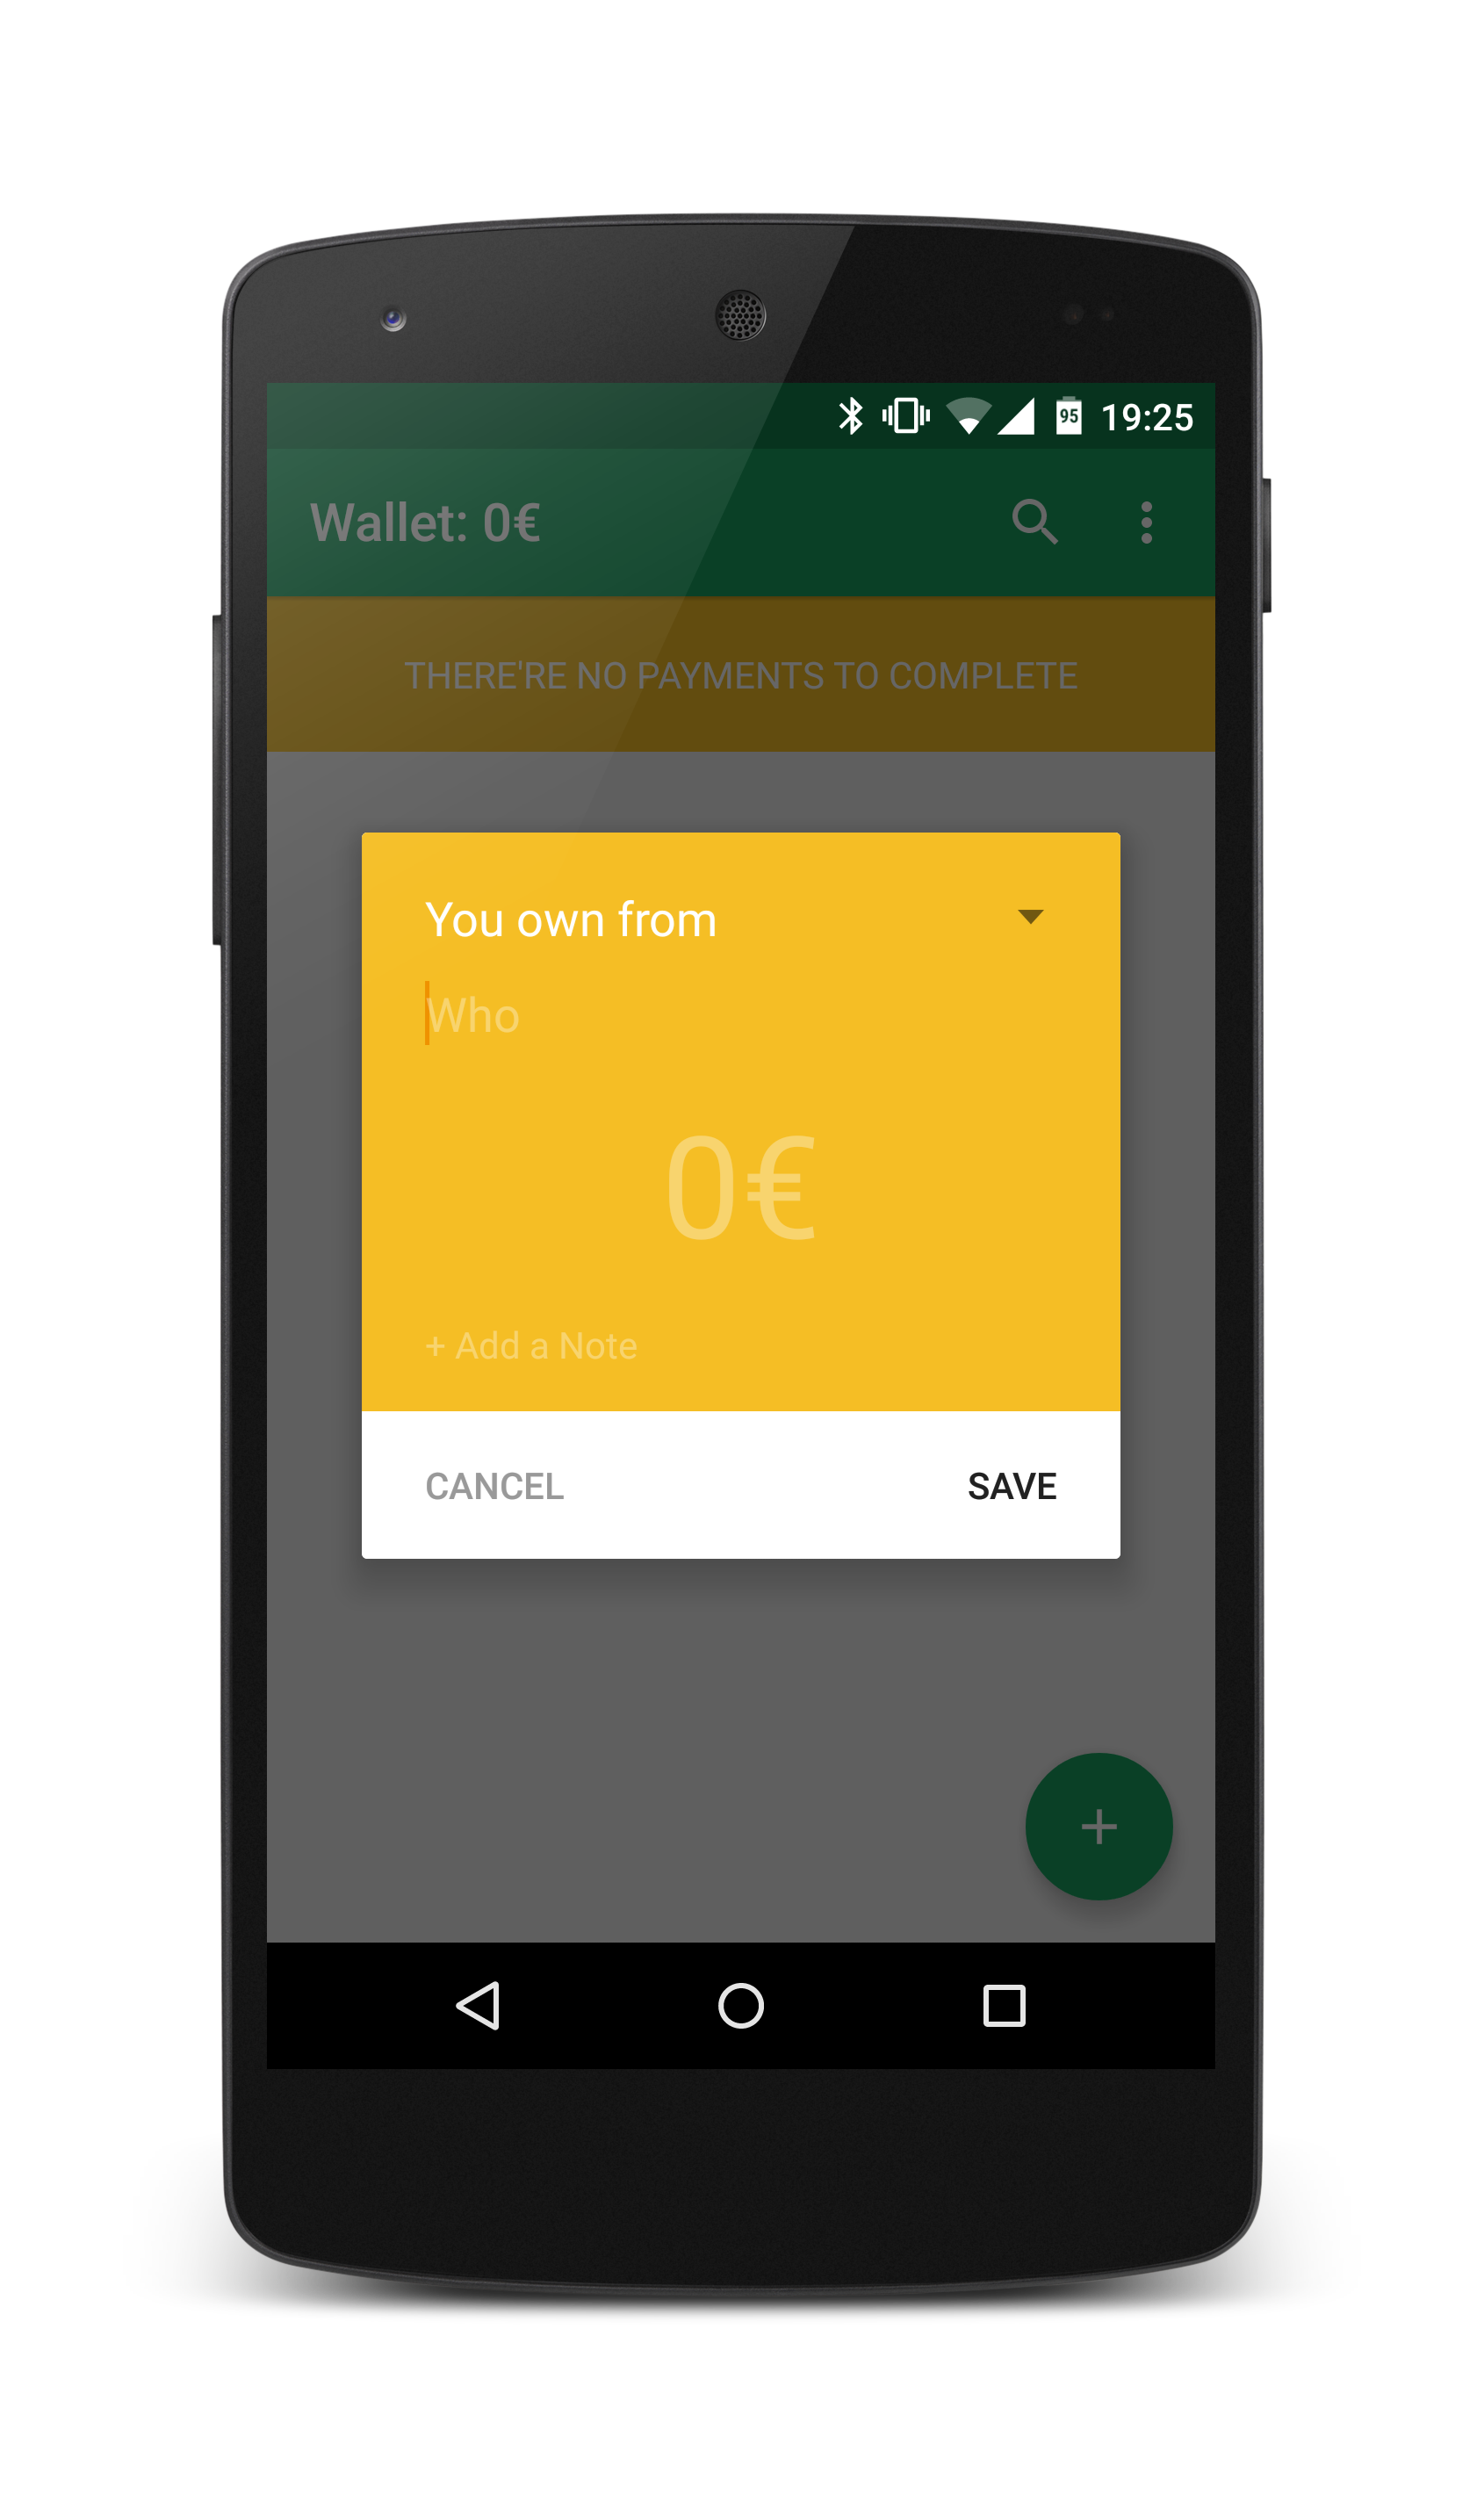 95 19:25
Wallet: 0€
THERE'RE NO PAYMENTS TO COMPLETE
You own from
Who
0€
+ Add a Note
CANCEL SAVE
+